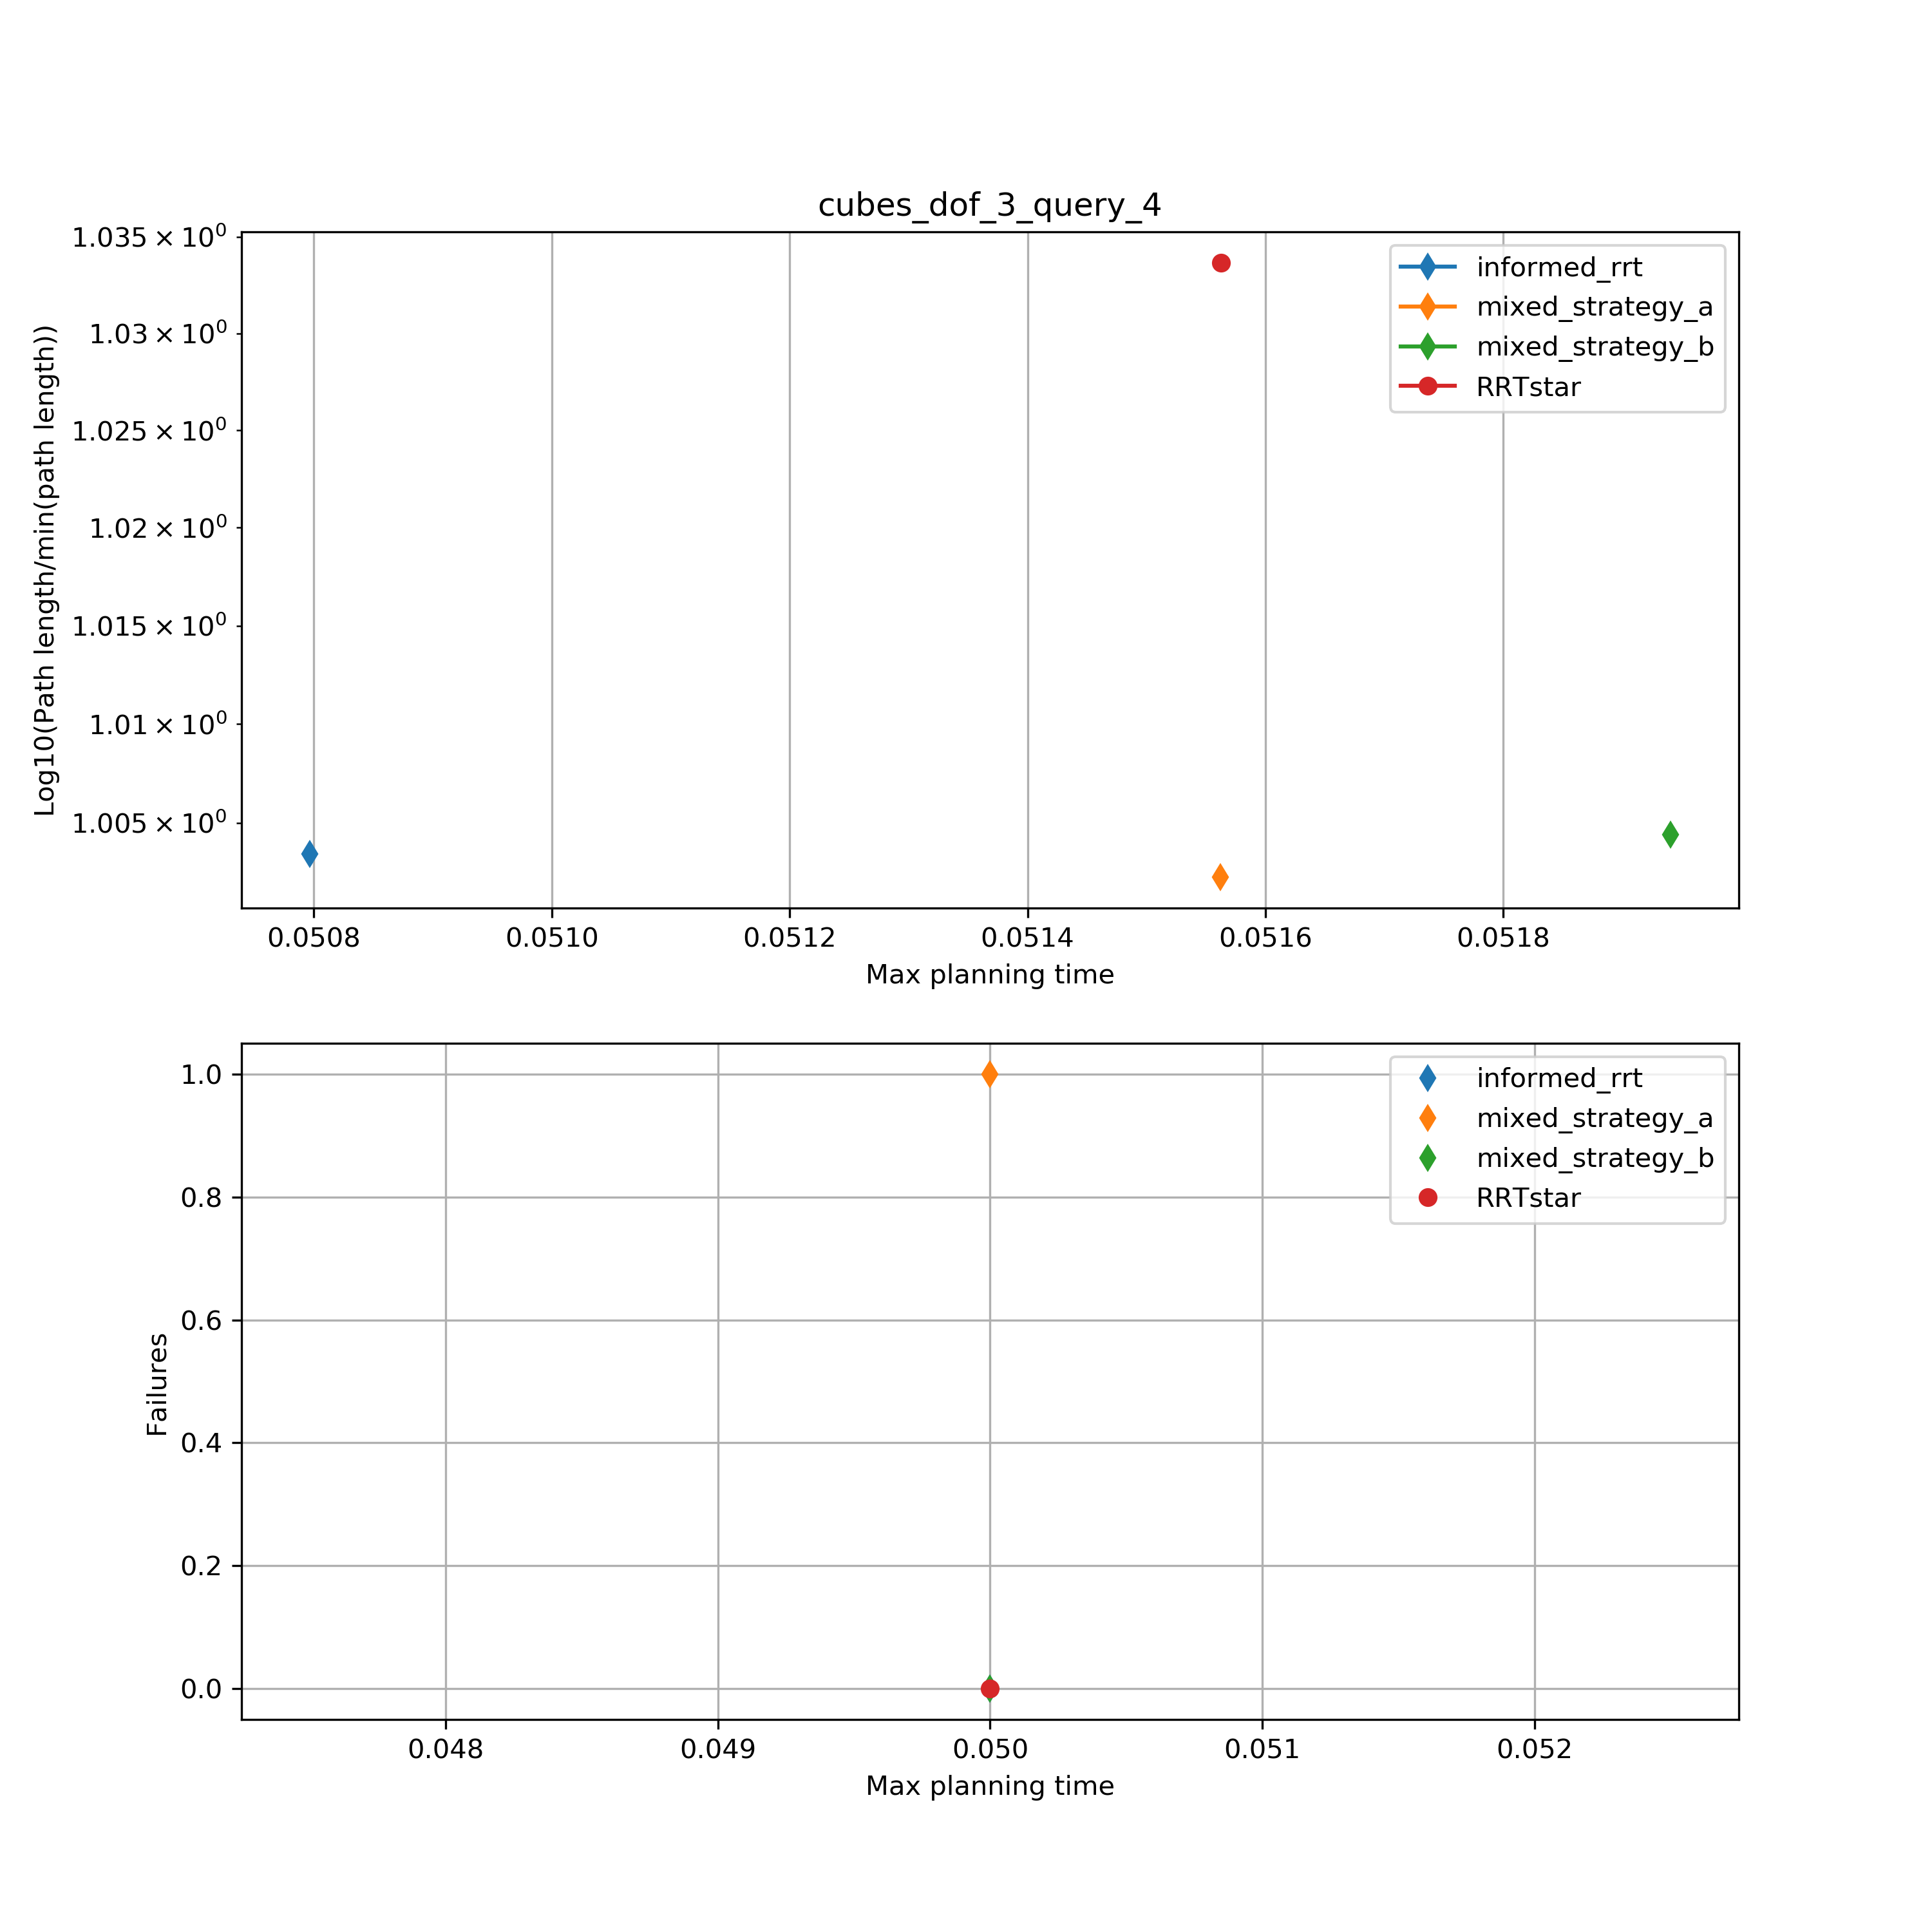 cubes_dof_3_query_4
1.035 × 10⁰
1.03 × 10⁰
1.025 × 10⁰
1.02 × 10⁰
1.015 × 10⁰
1.01 × 10⁰
1.005 × 10⁰
Log10(Path length/min(path length))
informed_rrt
mixed_strategy_a
mixed_strategy_b
RRTstar
0.0508 0.0510 0.0512 0.0514 0.0516 0.0518
Max planning time
1.0
0.8
0.6
0.4
0.2
0.0
Failures
informed_rrt
mixed_strategy_a
mixed_strategy_b
RRTstar
0.048 0.049 0.050 0.051 0.052
Max planning time